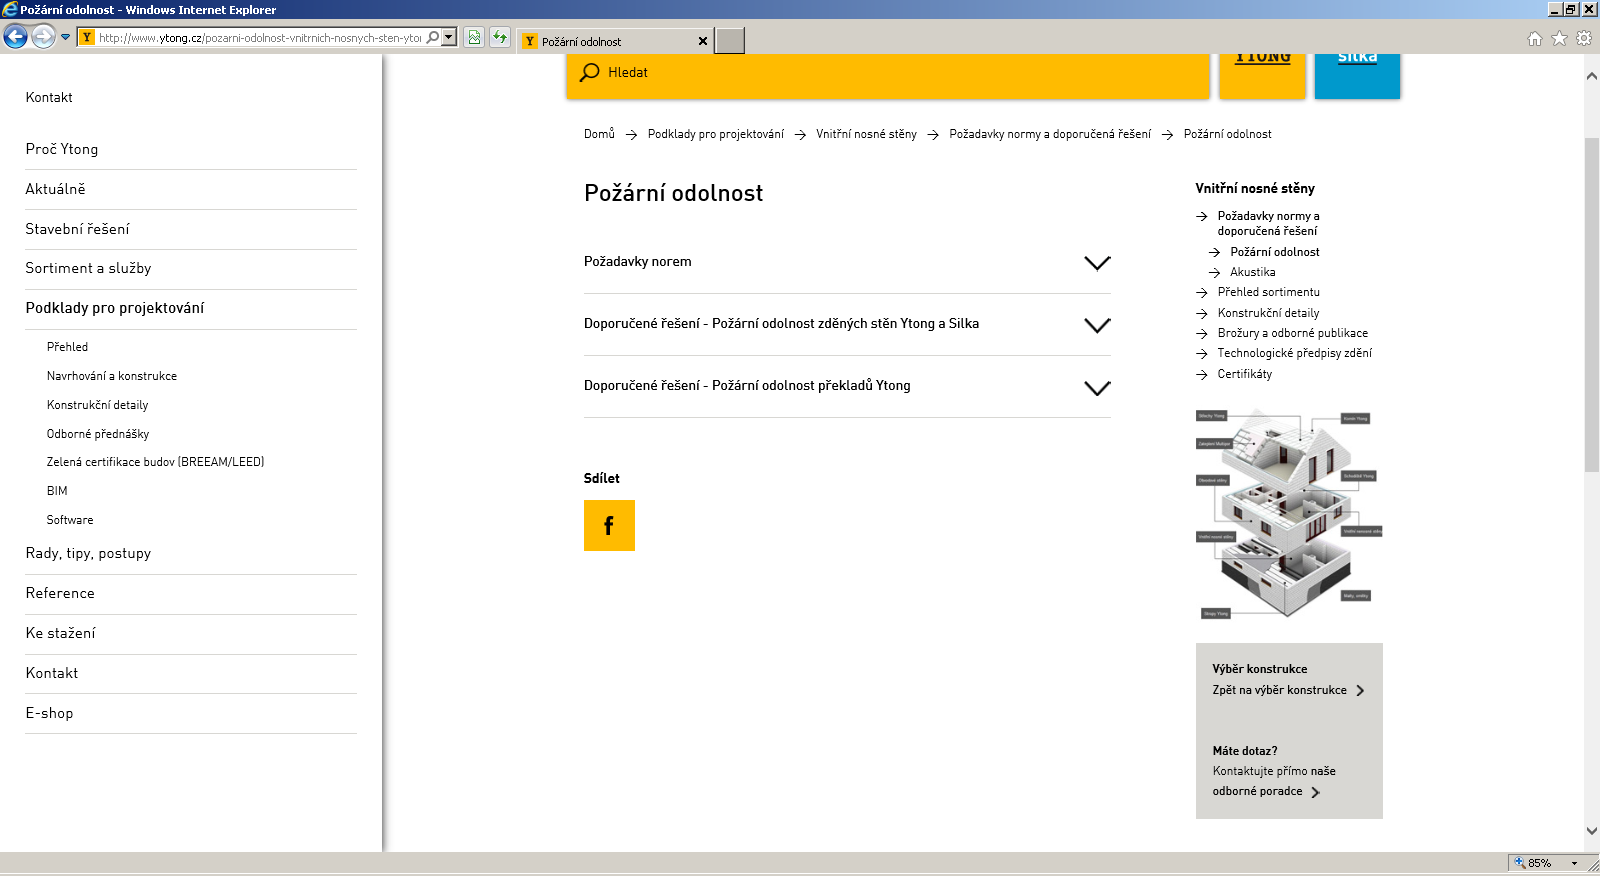 Požární odolnost - Windows Internet Explorer
http://www.ytong.cz/pozarni-odolnost-vnitrnich-nosnych-sten-yto
Požární odolnost
Kontakt
Proč Ytong
Aktuálně
Stavební řešení
Sortiment a služby
Podklady pro projektování
Přehled
Navrhování a konstrukce
Konstrukční detaily
Odborné přednášky
Zelená certifikace budov (BREEAM/LEED)
BIM
Software
Rady, tipy, postupy
Reference
Ke stažení
Kontakt
E-shop
Hledat
YTONG
silka
Domů → Podklady pro projektování → Vnitřní nosné stěny → Požadavky normy a doporučená řešení → Požární odolnost
Požární odolnost
Požadavky norem
Doporučené řešení - Požární odolnost zděných stěn Ytong a Silka
Doporučené řešení - Požární odolnost překladů Ytong
Sdílet
f
Vnitřní nosné stěny
→ Požadavky normy a
doporučená řešení
→ Požární odolnost
→ Akustika
→ Přehled sortimentu
→ Konstrukční detaily
→ Brožury a odborné publikace
→ Technologické předpisy zdění
→ Certifikáty
Výběr konstrukce
Zpět na výběr konstrukce
Máte dotaz?
Kontaktujte přímo naše
odborné poradce
85%